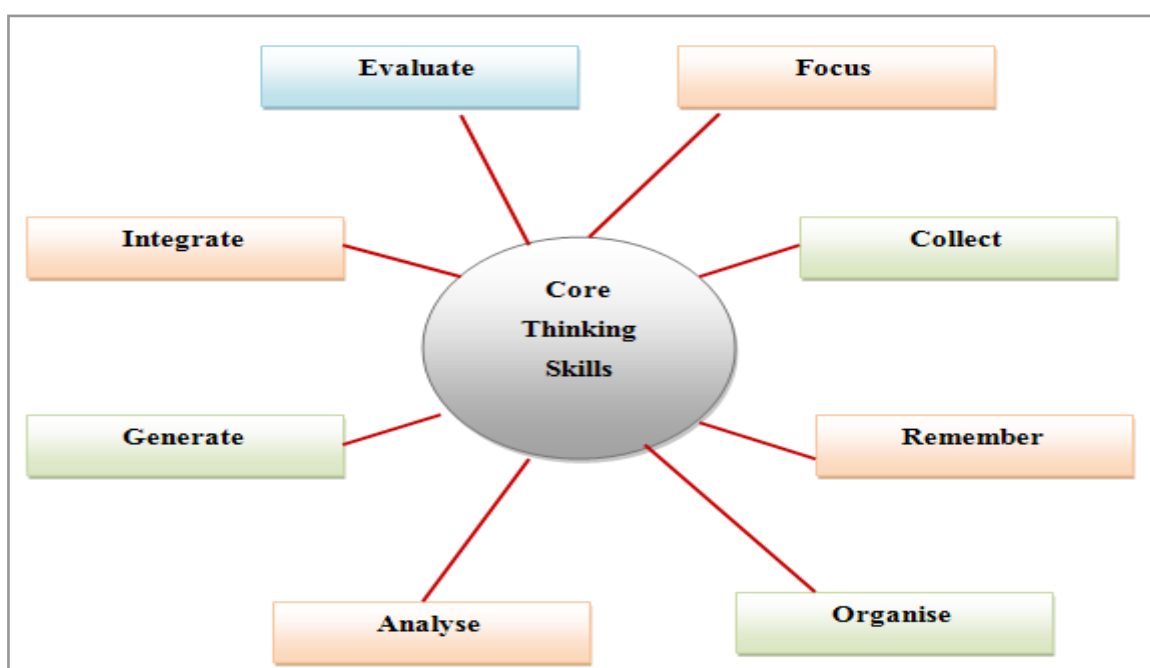 Evaluate
Focus
Integrate
Collect
Core
Thinking
Skills
Generate
Remember
Analyse
Organise